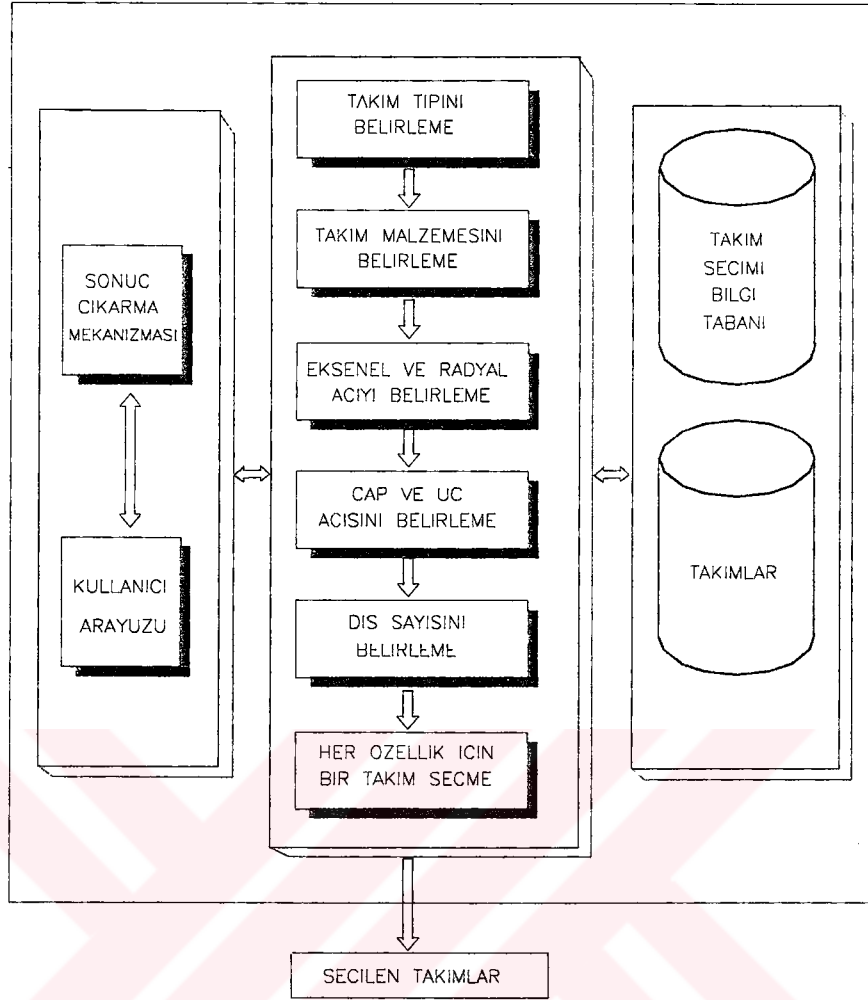 TAKIM TIPINI
BELIRLEME
TAKIM MALZEMESINI
BELIRLEME
EKSENEL VE RADYAL
ACIYI BELIRLEME
CAP VE UC
ACISINI BELIRLEME
DIS SAYISINI
BELIRLEME
HER OZELLIK ICIN
BIR TAKIM SECME
SONUC
CIKARMA
MEKANIZMASI
KULLANICI
ARAYUZU
TAKIM
SECIMI
BILGI
TABANI
TAKIMLAR
SECILEN TAKIMLAR